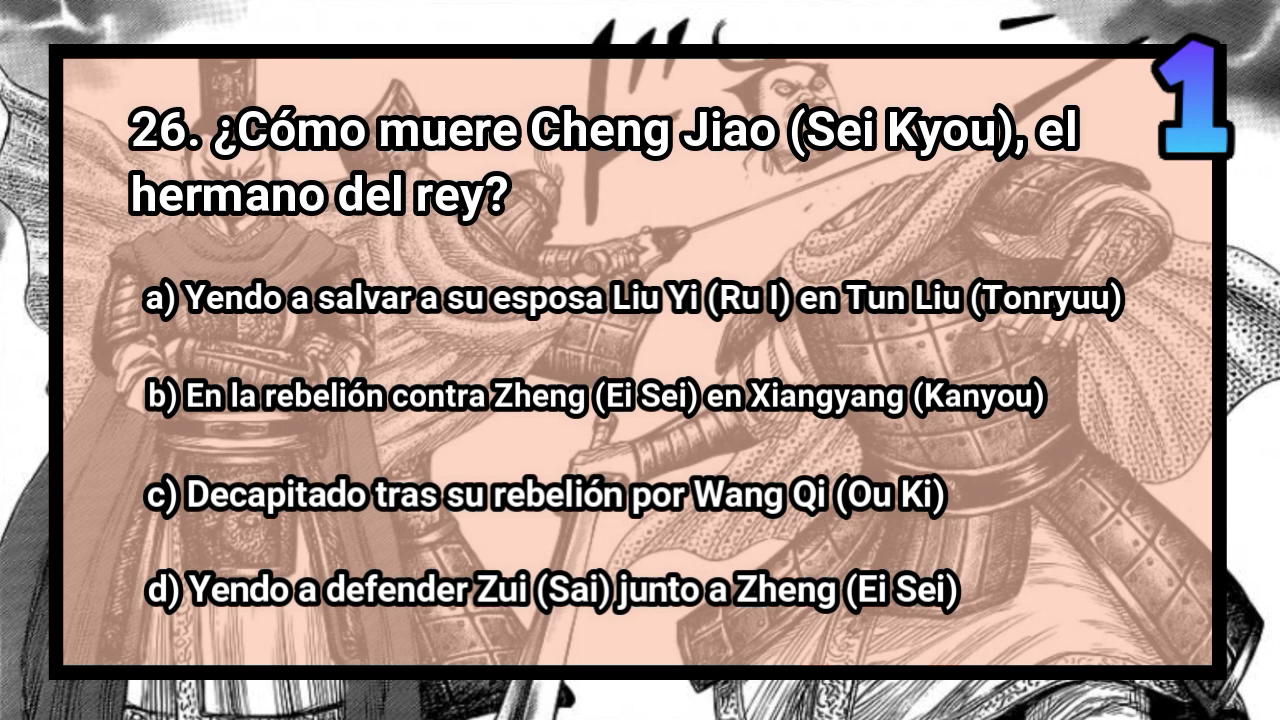 1
26. ¿Cómo muere Cheng Jiao (Sei Kyou), el
hermano del rey?
a) Yendo a salvar a su esposa Liu Yi (Ru I) en Tun Liu (Tonryuu)
b) En la rebelión contra Zheng (Ei Sei) en Xiangyang (Kanyou)
c) Decapitado tras su rebelión por Wang Qi (Ou Ki)
d) Yendo a defender Zui (Sai) junto a Zheng (Ei Sei)